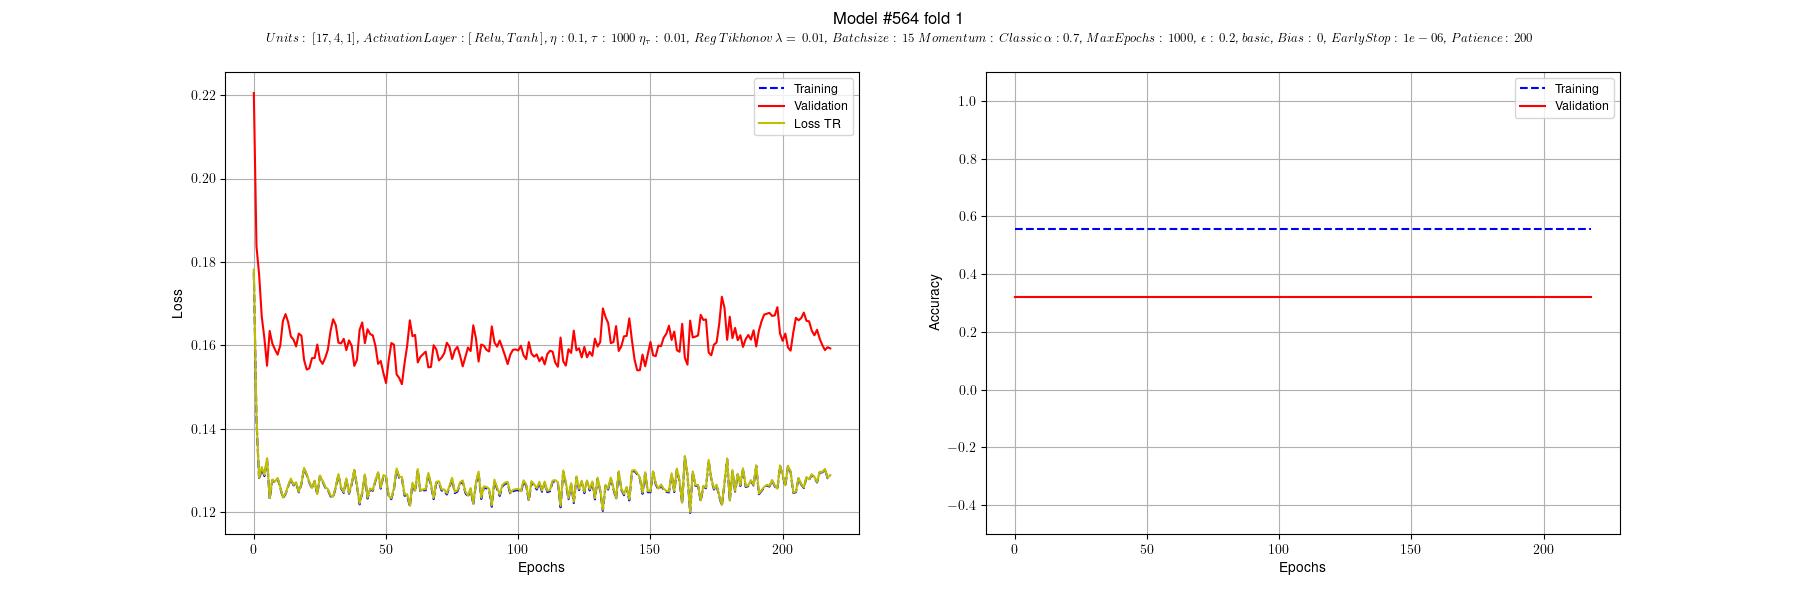 Model #564 fold 1
Units : [17, 4, 1], ActivationLayer : [ Relu, Tanh], η : 0.1, τ : 1000 ητ : 0.01, Reg Tikhonov λ = 0.01, Batchsize : 15 Momentum : Classic α : 0.7, MaxEpochs : 1000, ϵ : 0.2, basic, Bias : 0, EarlyStop : 1e − 06, Patience : 200
Training
Validation
Loss TR
0.22
0.20
0.18
0.16
0.14
0.12
Loss
0 50 100 150 200
Epochs
Training
Validation
1.0
0.8
0.6
0.4
0.2
0.0
−0.2
−0.4
Accuracy
0 50 100 150 200
Epochs